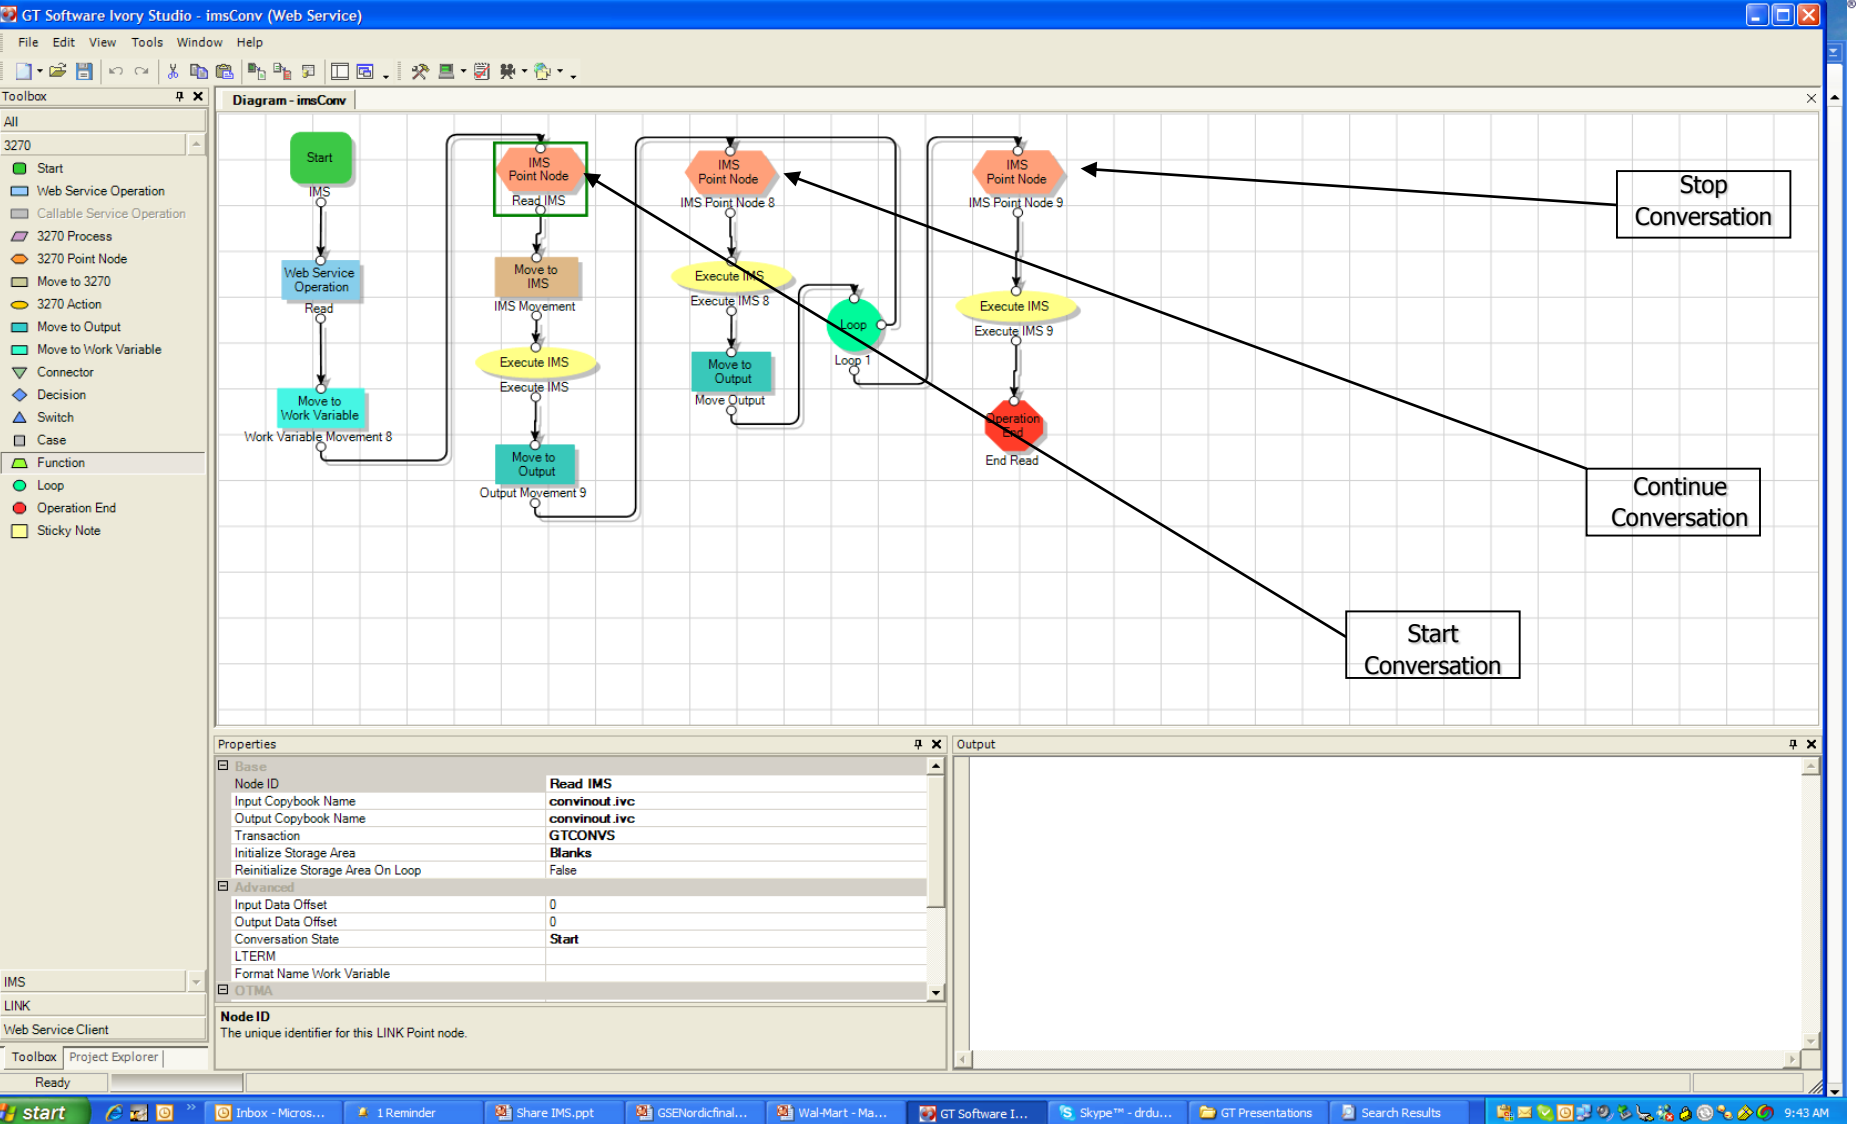 GT Software Ivory Studio - imsConv (Web Service)
®
File Edit View Tools Window Help
Toolbox
All
3270
Start
Web Service Operation
Callable Service Operation
3270 Process
3270 Point Node
Move to 3270
3270 Action
Move to Output
Move to Work Variable
Connector
Decision
Switch
Case
Function
Loop
Operation End
Sticky Note
IMS
LINK
Web Service Client
Toolbox Project Explorer
Diagram - imsConv
Start
IMS
Web Service
Operation
Read
Move to
Work Variable
Work Variable Movement 8
IMS
Point Node
Read IMS
Move to
IMS
IMS Movement
Execute IMS
Execute IMS
Move to
Output
Output Movement 9
IMS
Point Node
IMS Point Node 8
Execute IMS
Execute IMS 8
Move to
Output
Move Output
Loop
Loop 1
IMS
Point Node
IMS Point Node 9
Execute IMS
Execute IMS 9
Operation
End
End Read
Stop
Conversation
Continue
Conversation
Start
Conversation
Properties
Base
Node ID Read IMS
Input Copybook Name convinout.ivc
Output Copybook Name convinout.ivc
Transaction GTCONVS
Initialize Storage Area Blanks
Reinitialize Storage Area On Loop False
Advanced
Input Data Offset 0
Output Data Offset 0
Conversation State Start
LTERM
Format Name Work Variable
OTMA
Node ID
The unique identifier for this LINK Point node.
Output
Ready
start
Inbox - Micros...
1 Reminder
Share IMS.ppt
GSENordicfinal...
Wal-Mart - Ma...
GT Software I...
Skype™ - drdu...
GT Presentations
Search Results
9:43 AM